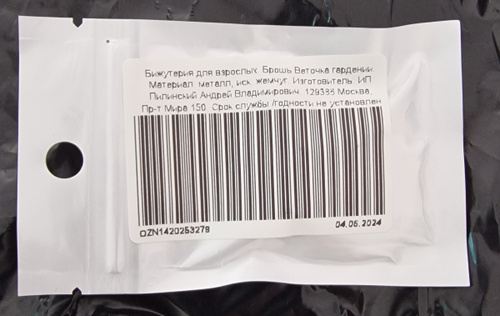 Бижутерия для взрослых. Брошь Веточка гардении.
Материал: металл, иск. жемчуг. Изготовитель: ИП
Пилинский Андрей Владимирович. 129336 Москва,
Пр-т Мира 150. Срок службы /годности не установлен
OZN1420253279 04.06.2024